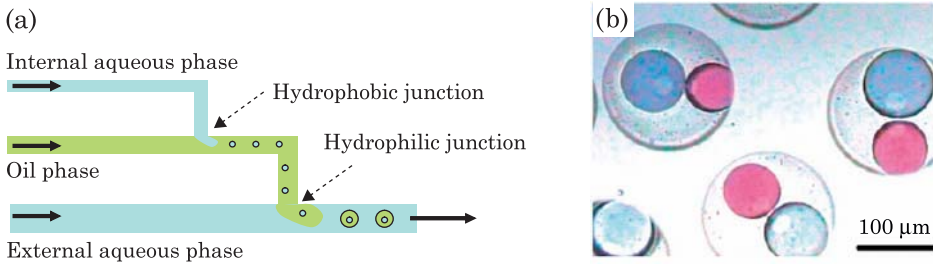 (a)
Internal aqueous phase
Hydrophobic junction
Hydrophilic junction
Oil phase
External aqueous phase
(b)
100 µm